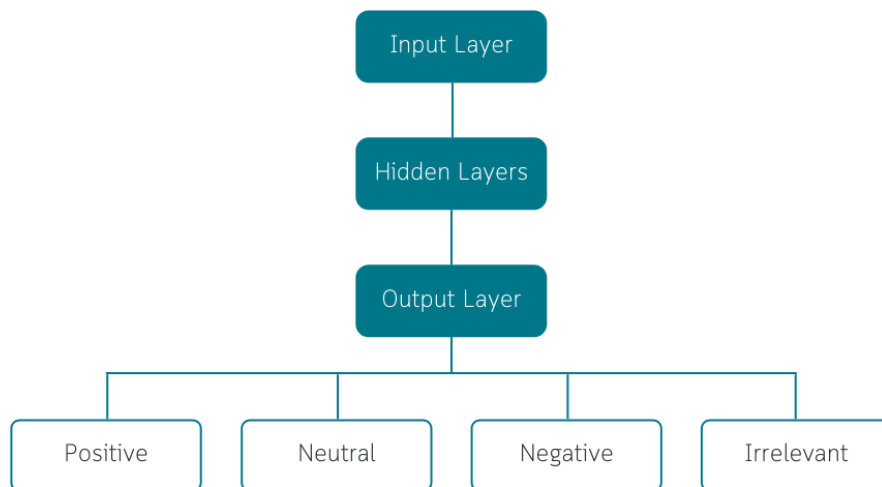 Input Layer
Hidden Layers
Output Layer
Positive
Neutral
Negative
Irrelevant